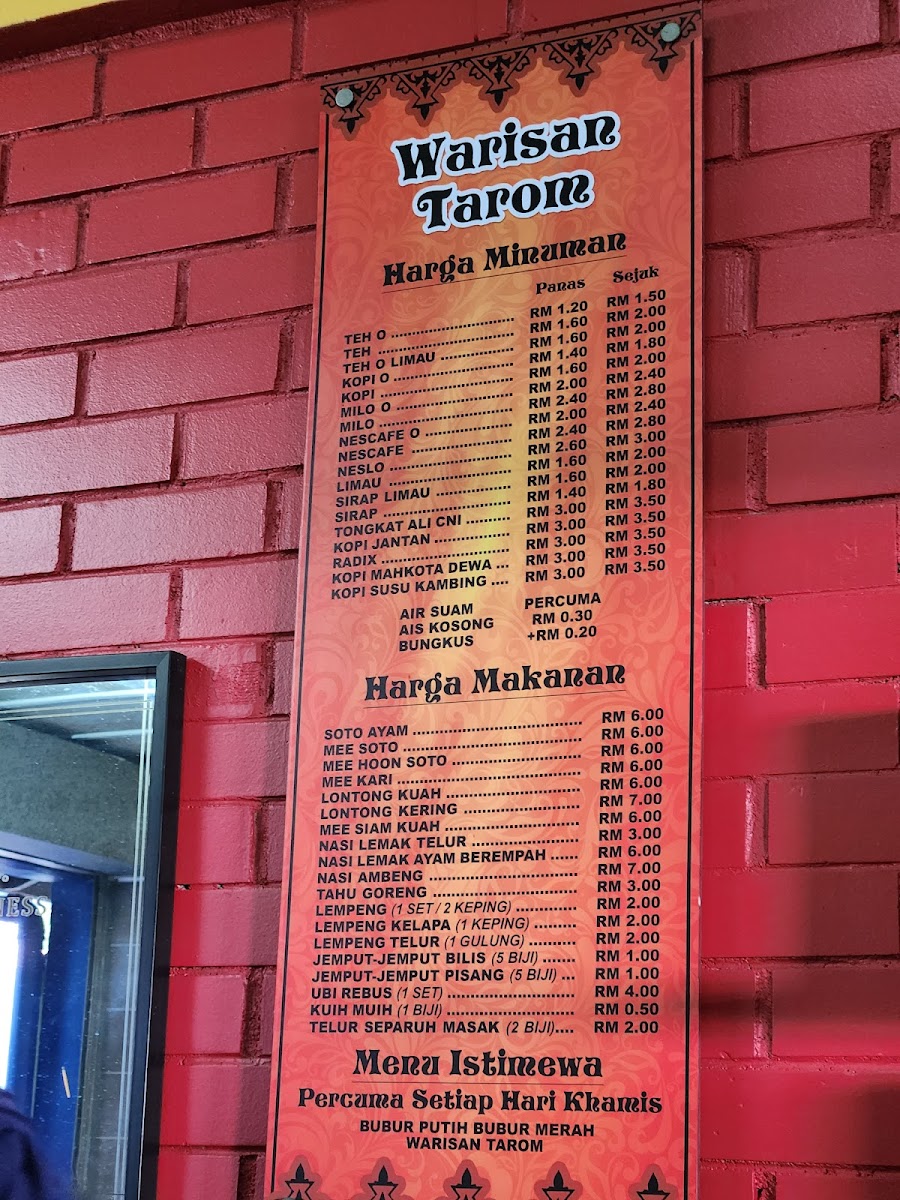 Warisan
Tarom
Harga Minuman
Panas Sejuk
TEH O ............................... RM 1.20 RM 1.50
TEH ................................. RM 1.60 RM 2.00
TEH O LIMAU .................. RM 1.60 RM 2.00
KOPI O ............................. RM 1.40 RM 1.80
KOPI ................................ RM 1.60 RM 2.00
MILO O ............................ RM 2.00 RM 2.40
MILO ................................ RM 2.40 RM 2.80
NESCAFE O ..................... RM 2.00 RM 2.40
NESCAFE ........................ RM 2.40 RM 2.80
NESLO ............................. RM 2.60 RM 3.00
LIMAU .............................. RM 1.60 RM 2.00
SIRAP LIMAU .................. RM 1.60 RM 2.00
SIRAP ............................... RM 1.40 RM 1.80
TONGKAT ALI CNI .......... RM 3.00 RM 3.50
KOPI JANTAN .................. RM 3.00 RM 3.50
RADIX ............................... RM 3.00 RM 3.50
KOPI MAHKOTA DEWA ... RM 3.00 RM 3.50
KOPI SUSU KAMBING .... RM 3.00 RM 3.50
AIR SUAM PERCUMA
AIS KOSONG RM 0.30
BUNGKUS +RM 0.20
Harga Makanan
SOTO AYAM ........................................ RM 6.00
MEE SOTO .......................................... RM 6.00
MEE HOON SOTO .............................. RM 6.00
MEE KARI ........................................... RM 6.00
LONTONG KUAH ................................ RM 6.00
LONTONG KERING ............................ RM 7.00
MEE SIAM KUAH ................................ RM 6.00
NASI LEMAK TELUR ......................... RM 3.00
NASI LEMAK AYAM BEREMPAH ...... RM 6.00
NASI AMBENG ................................... RM 7.00
TAHU GORENG .................................. RM 3.00
LEMPENG (1 SET / 2 KEPING) ............. RM 2.00
LEMPENG KELAPA (1 KEPING) ......... RM 2.00
LEMPENG TELUR (1 GULUNG) .......... RM 2.00
JEMPUT-JEMPUT BILIS (5 BIJI) ....... RM 1.00
JEMPUT-JEMPUT PISANG (5 BIJI) ... RM 1.00
UBI REBUS (1 SET) ............................ RM 4.00
KUIH MUIH (1 BIJI) ............................. RM 0.50
TELUR SEPARUH MASAK (2 BIJI).... RM 2.00
Menu Istimewa
Percuma Setiap Hari Khamis
BUBUR PUTIH BUBUR MERAH
WARISAN TAROM